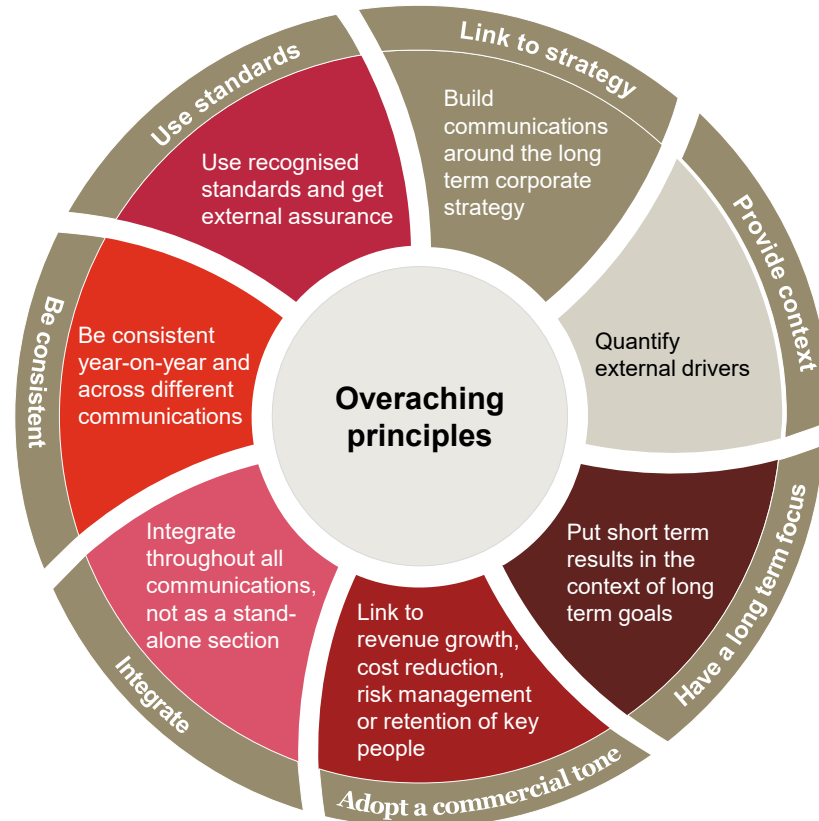 Link to strategy
Build
communications
around the long
term corporate
strategy
Provide context
Quantify
external drivers
Have a long term focus
Put short term
results in the
context of long
term goals
Adopt a commercial tone
Link to
revenue growth,
cost reduction,
risk management
or retention of key
people
Integrate
Integrate
throughout all
communications,
not as a stand-
alone section
Be consistent
Be consistent
year-on-year and
across different
communications
Use standards
Use recognised
standards and get
external assurance
Overaching
principles